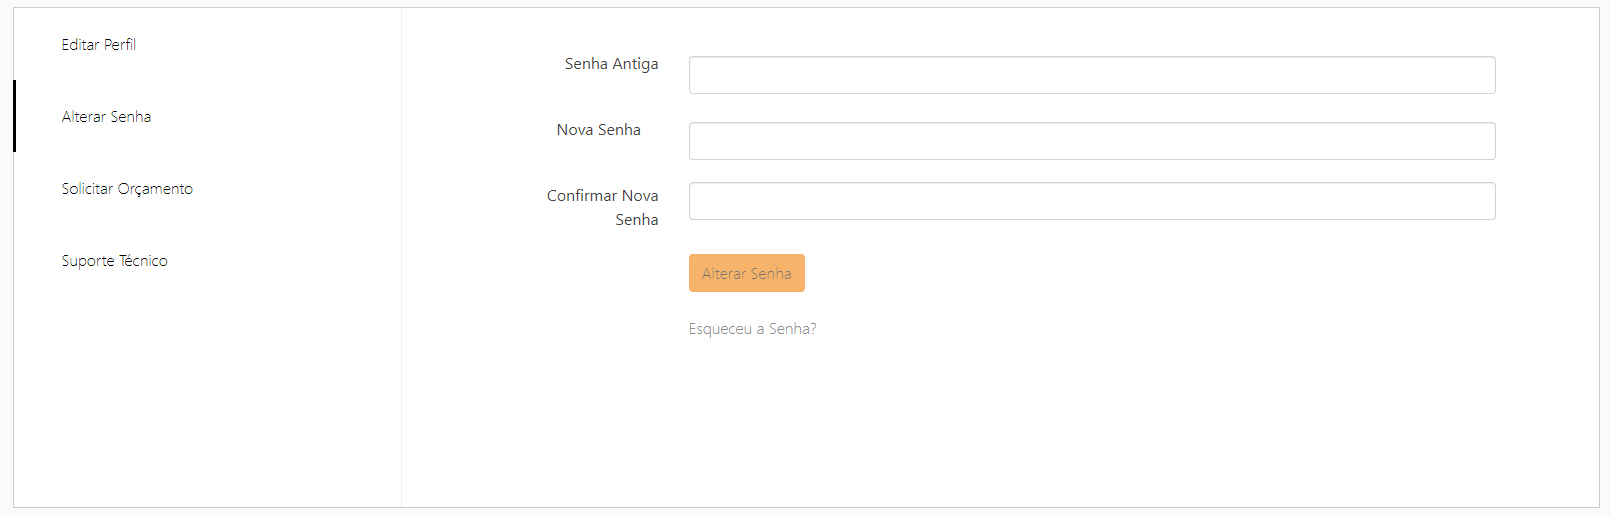 Editar Perfil
Alterar Senha
Solicitar Orçamento
Suporte Técnico
Senha Antiga
Nova Senha
Confirmar Nova
Senha
Alterar Senha
Esqueceu a Senha?